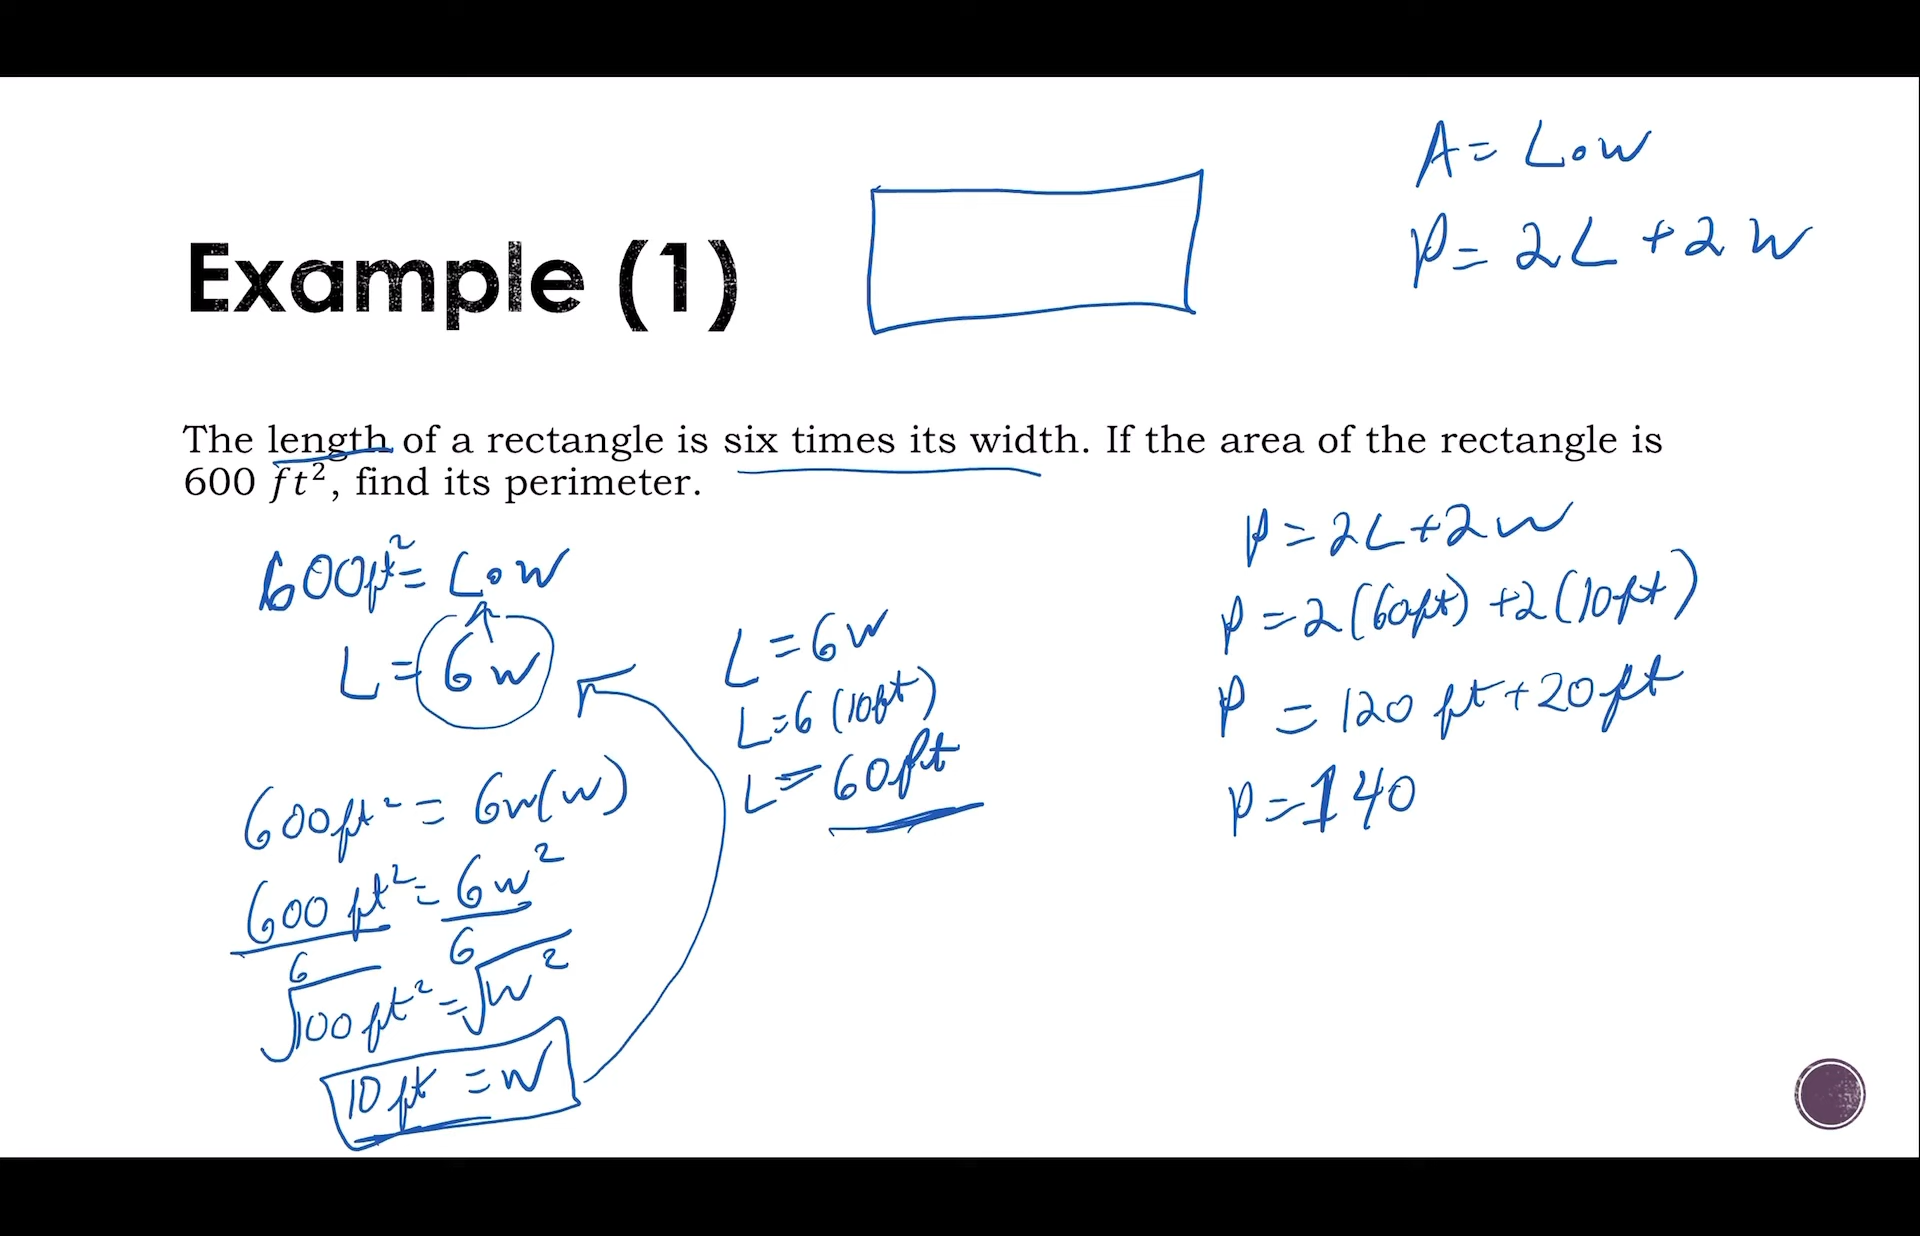 A = L∘W
P = 2L + 2W
Example (1)
The length of a rectangle is six times its width. If the area of the rectangle is
600 ft², find its perimeter.
600ft² = L∘W
L = 6W
600ft² = 6W(W)
600 ft² = 6W²
6 6
√100ft² = √W²
10 ft = W
L = 6W
L = 6 (10ft)
L = 60ft
P = 2L + 2W
P = 2(60ft) + 2(10ft)
P = 120 ft + 20ft
P = 140